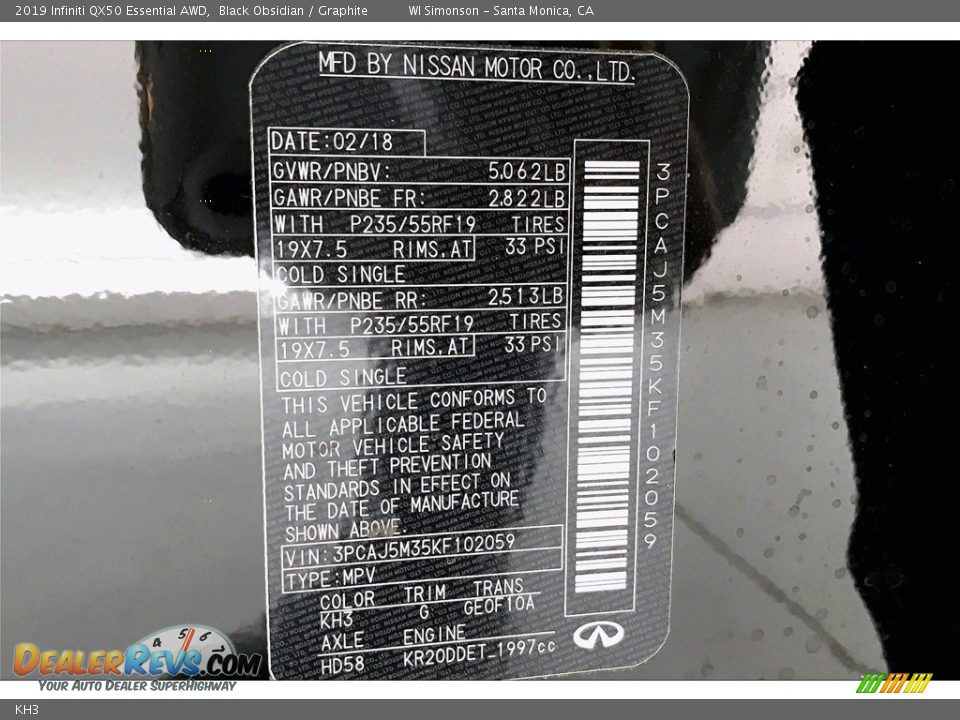 2019 Infiniti QX50 Essential AWD, Black Obsidian / Graphite WI Simonson - Santa Monica, CA
MFD BY NISSAN MOTOR CO.,LTD.
DATE:02/18
GVWR/PNBV: 5.062LB
GAWR/PNBE FR: 2.822LB
WITH P235/55RF19 TIRES
19X7.5 RIMS.AT 33 PSI
COLD SINGLE
GAWR/PNBE RR: 2.513LB
WITH P235/55RF19 TIRES
19X7.5 RIMS.AT 33 PSI
COLD SINGLE
THIS VEHICLE CONFORMS TO
ALL APPLICABLE FEDERAL
MOTOR VEHICLE SAFETY
AND THEFT PREVENTION
STANDARDS IN EFFECT ON
THE DATE OF MANUFACTURE
SHOWN ABOVE.
VIN:3PCAJ5M35KF102059
TYPE:MPV
COLOR TRIM TRANS
KH3 G GE0F10A
AXLE ENGINE
HD58 KR20DDET-1997cc
3PCAJ5M35KF102059
4 5 6
DEALERREVS.COM
YOUR AUTO DEALER SUPERHIGHWAY
KH3